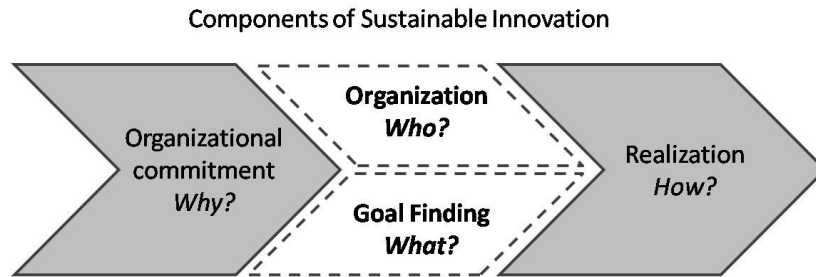 Components of Sustainable Innovation
Organizational
commitment
Why?
Organization
Who?
Goal Finding
What?
Realization
How?